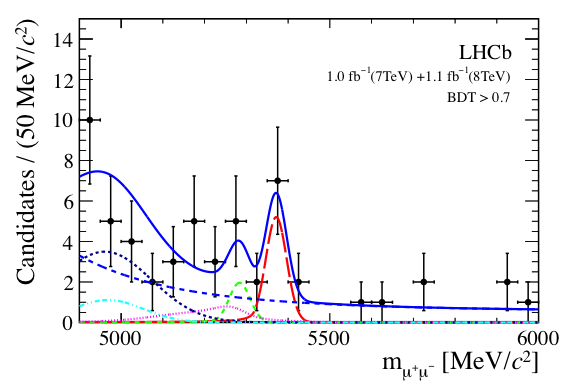 14
12
10
8
6
4
2
0
Candidates / (50 MeV/c²)
LHCb
1.0 fb⁻¹(7TeV) +1.1 fb⁻¹(8TeV)
BDT > 0.7
5000 5500 6000
m_μ⁺μ⁻ [MeV/c²]